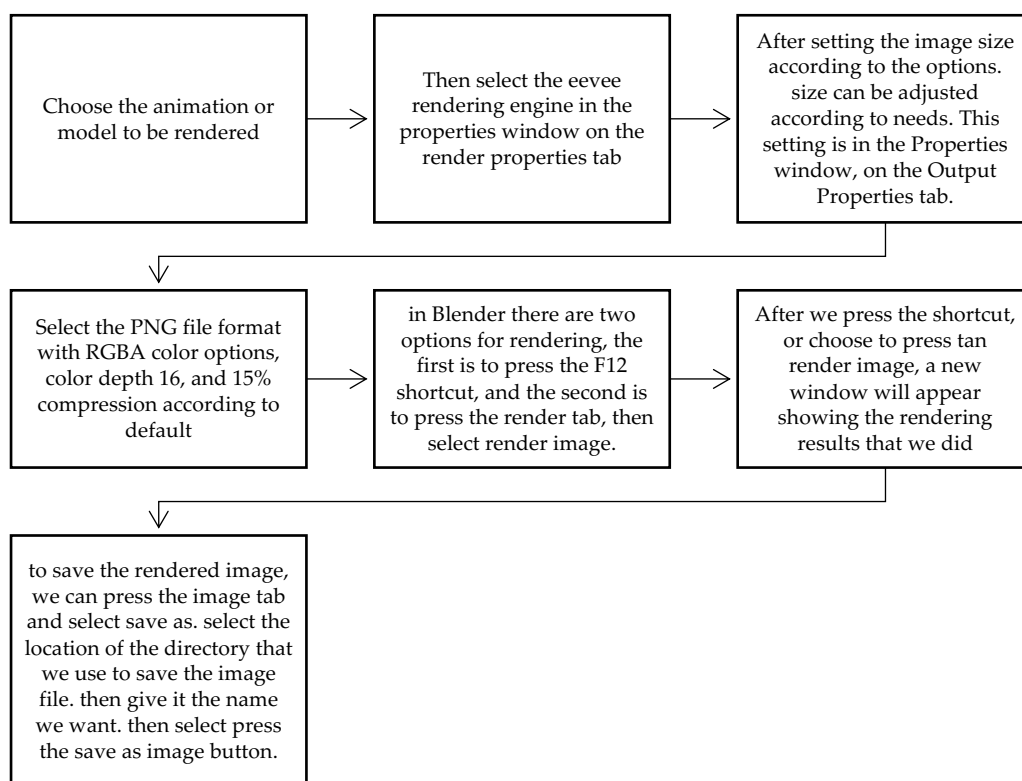 Choose the animation or
model to be rendered
Then select the eevee
rendering engine in the
properties window on the
render properties tab
After setting the image size
according to the options.
size can be adjusted
according to needs. This
setting is in the Properties
window, on the Output
Properties tab.
Select the PNG file format
with RGBA color options,
color depth 16, and 15%
compression according to
default
in Blender there are two
options for rendering, the
first is to press the F12
shortcut, and the second is
to press the render tab, then
select render image.
After we press the shortcut,
or choose to press tan
render image, a new
window will appear
showing the rendering
results that we did
to save the rendered image,
we can press the image tab
and select save as. select the
location of the directory that
we use to save the image
file. then give it the name
we want. then select press
the save as image button.